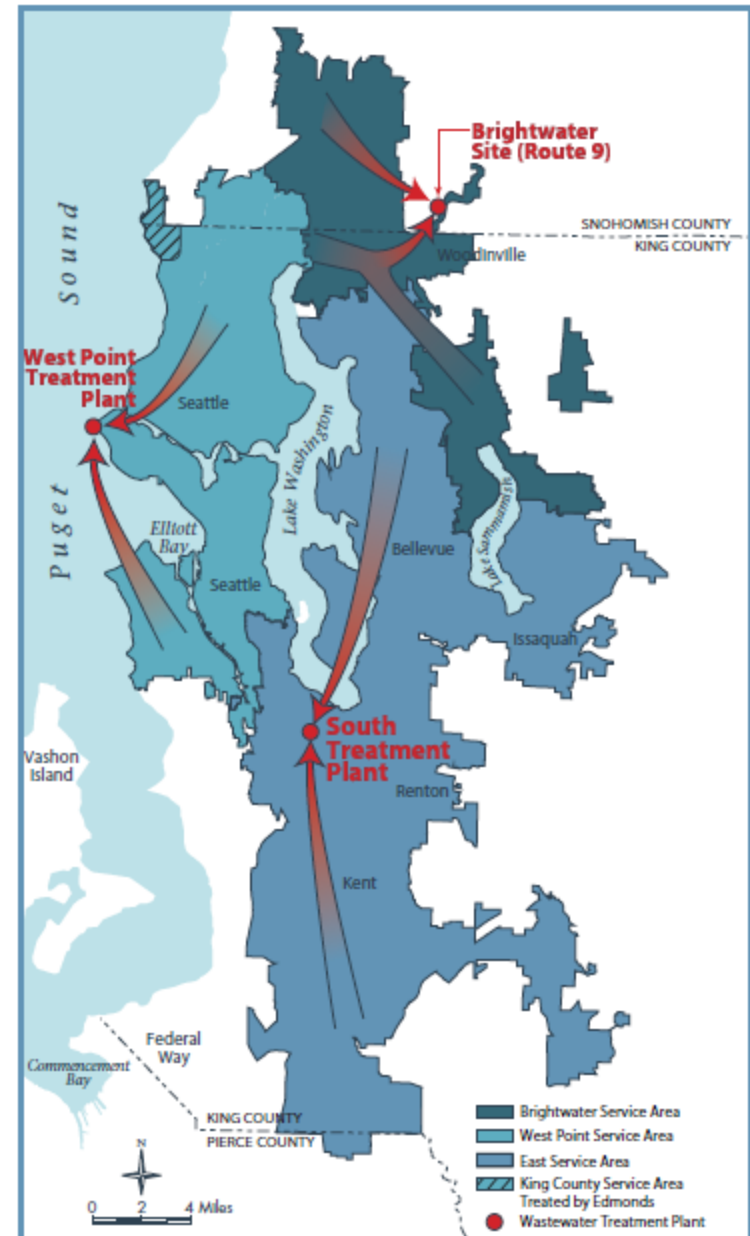 Brightwater
Site (Route 9)
Sound
SNOHOMISH COUNTY
KING COUNTY
Woodinville
West Point
Treatment
Plant
Seattle
Lake Washington
Puget
Elliott
Bay
Bellevue
Lake Sammamish
Seattle
Issaquah
South
Treatment
Plant
Vashon
Island
Renton
Kent
Federal
Way
Commencement
Bay
KING COUNTY
PIERCE COUNTY
N
0 2 4 Miles
Brightwater Service Area
West Point Service Area
East Service Area
King County Service Area
Treated by Edmonds
Wastewater Treatment Plant